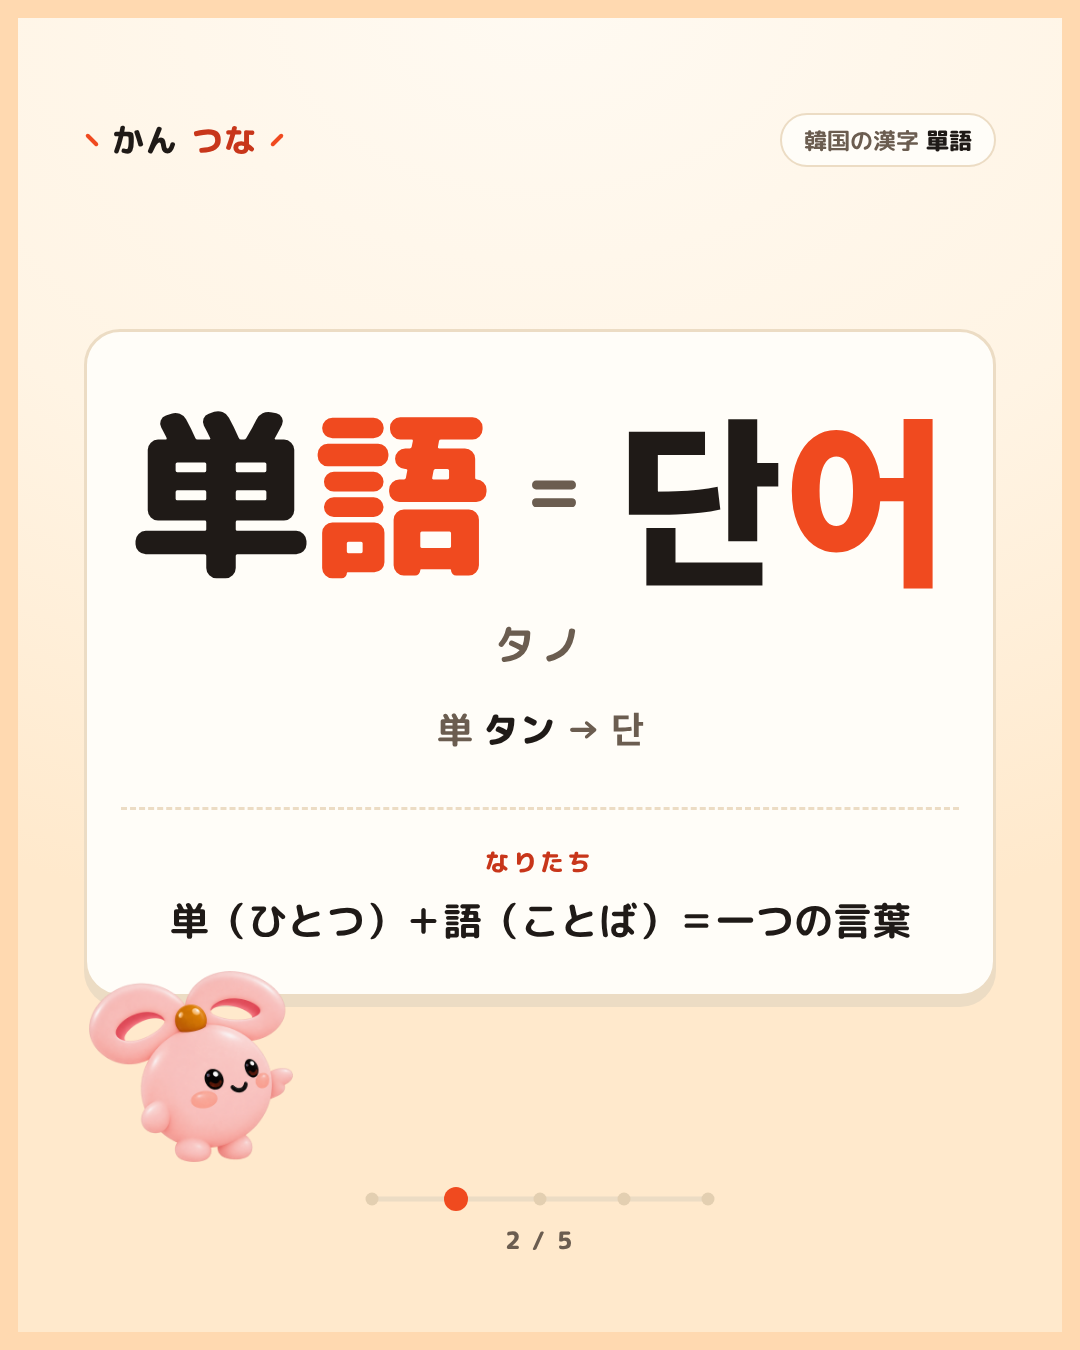 かん つな
韓国の漢字 單語
単語 = 단어
タノ
単 タン → 단
なりたち
単（ひとつ）＋語（ことば）＝一つの言葉
2 / 5